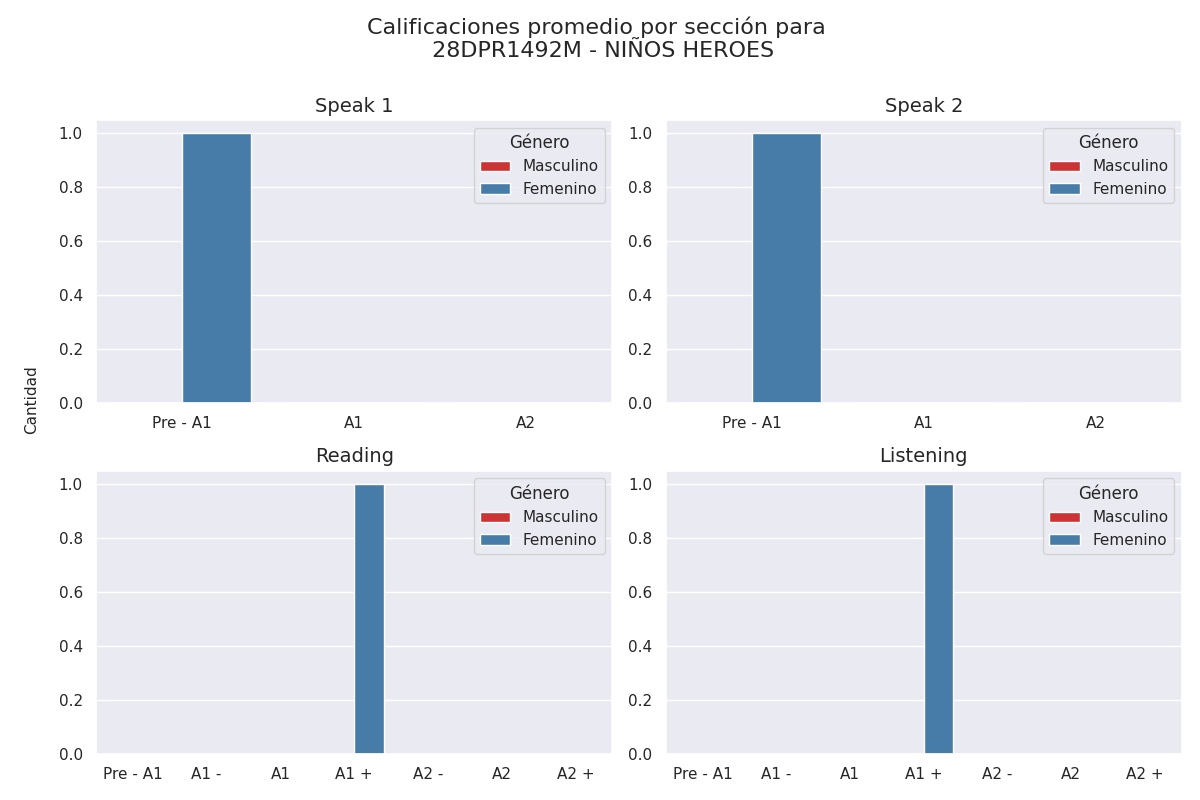 Calificaciones promedio por sección para
28DPR1492M - NIÑOS HEROES
Cantidad
Speak 1
1.0
0.8
0.6
0.4
0.2
0.0
Pre - A1 A1 A2
Género
Masculino
Femenino
Speak 2
1.0
0.8
0.6
0.4
0.2
0.0
Pre - A1 A1 A2
Género
Masculino
Femenino
Reading
1.0
0.8
0.6
0.4
0.2
0.0
Pre - A1 A1 - A1 A1 + A2 - A2 A2 +
Género
Masculino
Femenino
Listening
1.0
0.8
0.6
0.4
0.2
0.0
Pre - A1 A1 - A1 A1 + A2 - A2 A2 +
Género
Masculino
Femenino